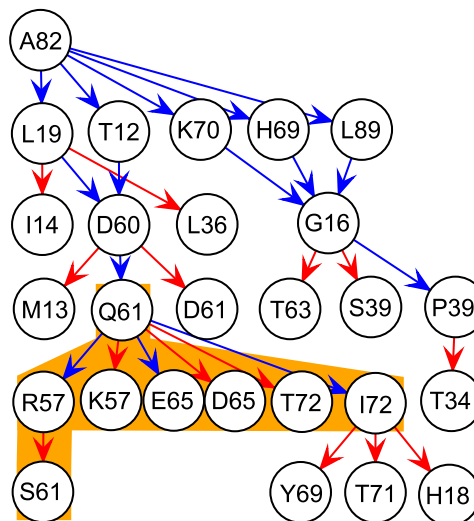 A82
L19 T12 K70 H69 L89
I14 D60 L36 G16
M13 Q61 D61 T63 S39 P39
R57 K57 E65 D65 T72 I72 T34
S61 Y69 T71 H18